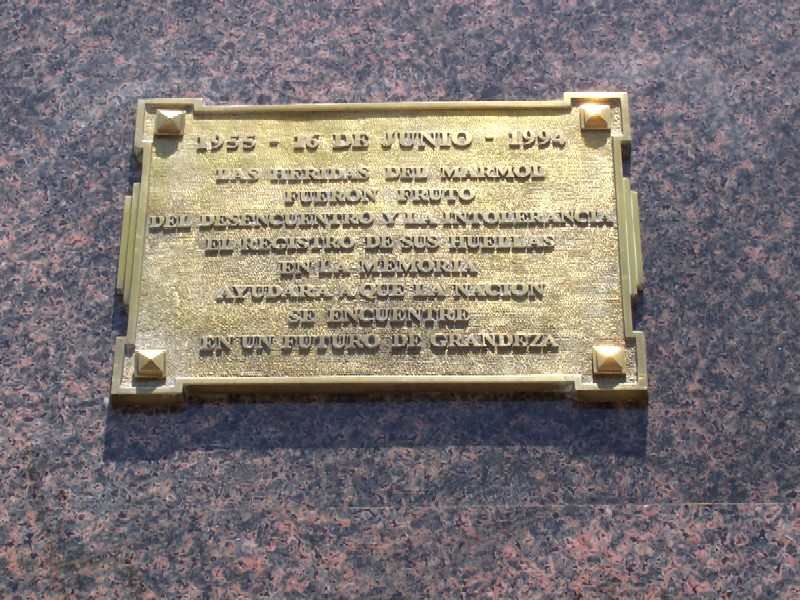 1955 - 16 DE JUNIO - 1994
LAS HERIDAS DEL MARMOL
FUERON FRUTO
DEL DESENCUENTRO Y LA INTOLERANCIA
EL REGISTRO DE SUS HUELLAS
EN LA MEMORIA
AYUDARA A QUE LA NACION
SE ENCUENTRE
EN UN FUTURO DE GRANDEZA